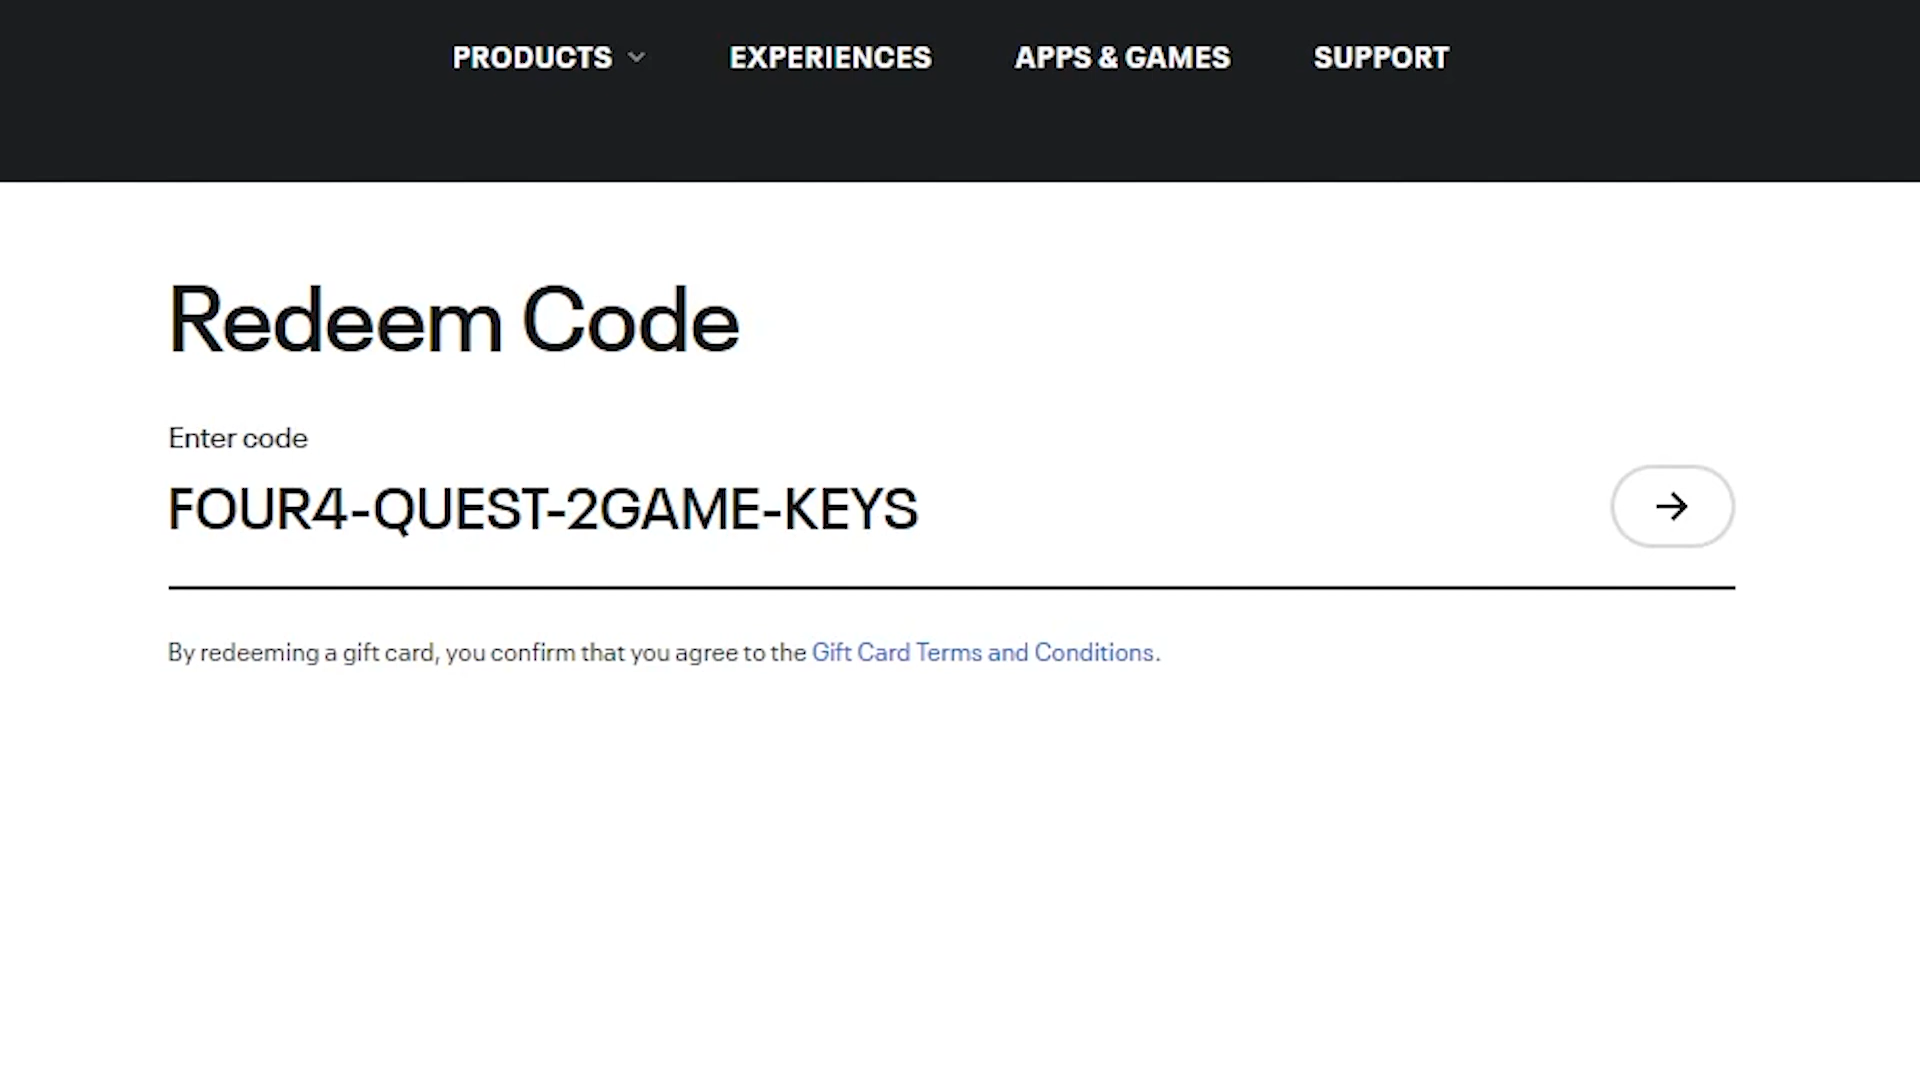 PRODUCTS EXPERIENCES APPS & GAMES SUPPORT
Redeem Code
Enter code
FOUR4-QUEST-2GAME-KEYS
By redeeming a gift card, you confirm that you agree to the Gift Card Terms and Conditions.